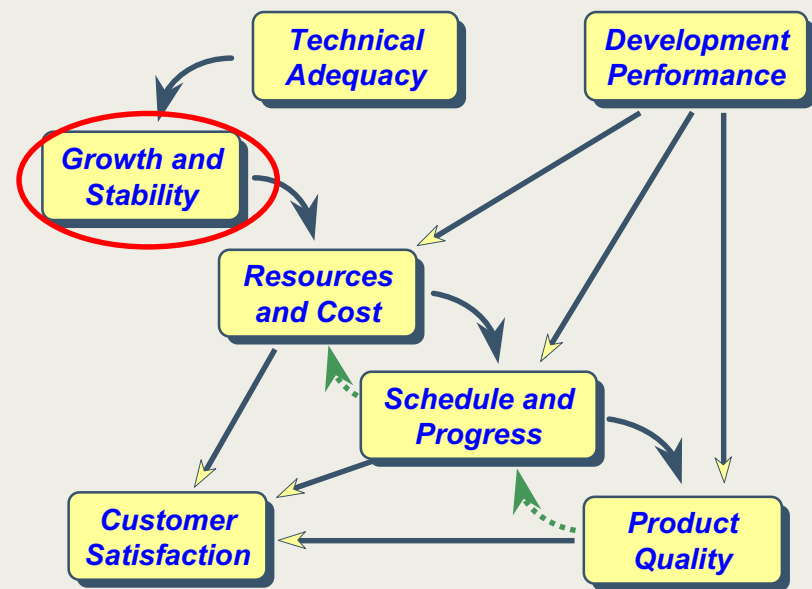 Technical
Adequacy
Development
Performance
Growth and
Stability
Resources
and Cost
Schedule and
Progress
Customer
Satisfaction
Product
Quality